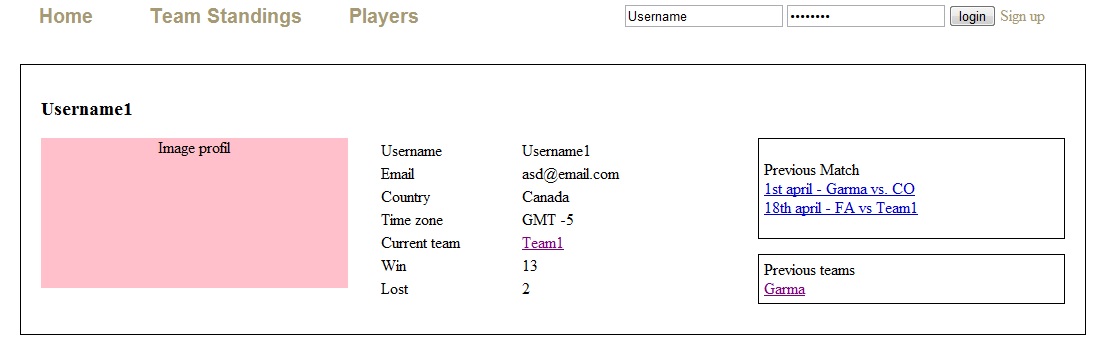 Home Team Standings Players Username •••••••• login Sign up
Username1
Image profil
Username Username1
Email asd@email.com
Country Canada
Time zone GMT -5
Current team Team1
Win 13
Lost 2
Previous Match
1st april - Garma vs. CO
18th april - FA vs Team1
Previous teams
Garma